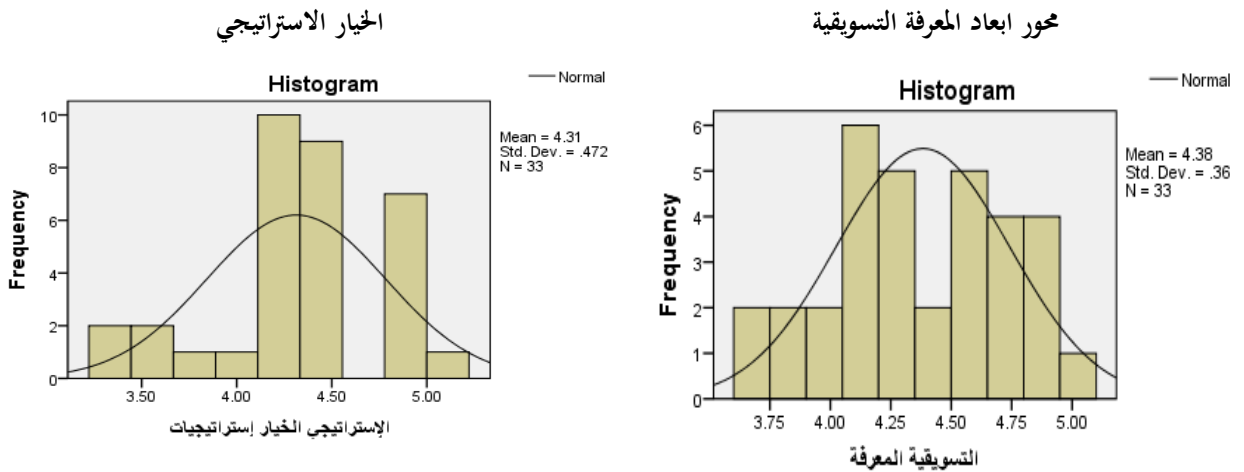 محور ابعاد المعرفة التسويقية
الخيار الاستراتيجي
Histogram
Normal
Mean = 4.31
Std. Dev. = .472
N = 33
Frequency
10
8
6
4
2
0
3.50 4.00 4.50 5.00
الإستراتيجي الخيار إستراتيجيات
Histogram
Normal
Mean = 4.38
Std. Dev. = .36
N = 33
Frequency
6
5
4
3
2
1
0
3.75 4.00 4.25 4.50 4.75 5.00
التسويقية المعرفة